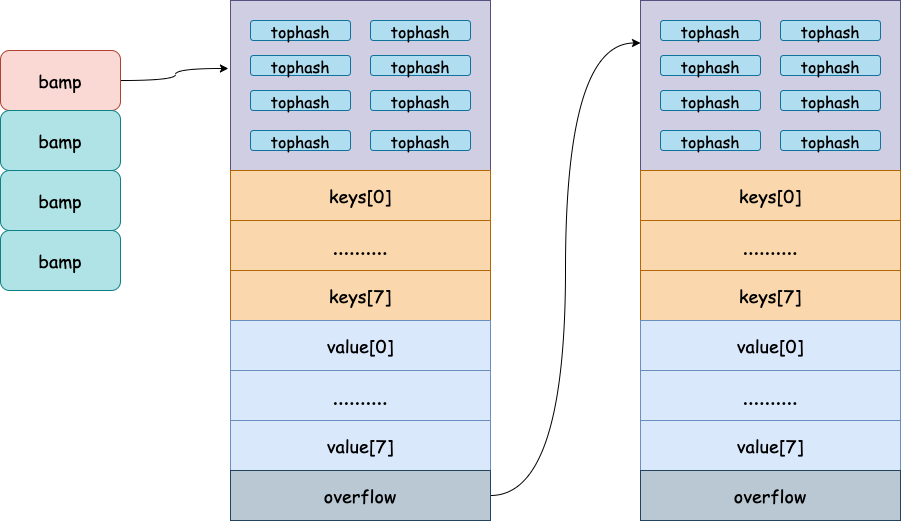 bamp
bamp
bamp
bamp
tophash tophash
tophash tophash
tophash tophash
tophash tophash
keys[0]
..........
keys[7]
value[0]
..........
value[7]
overflow
tophash tophash
tophash tophash
tophash tophash
tophash tophash
keys[0]
..........
keys[7]
value[0]
..........
value[7]
overflow